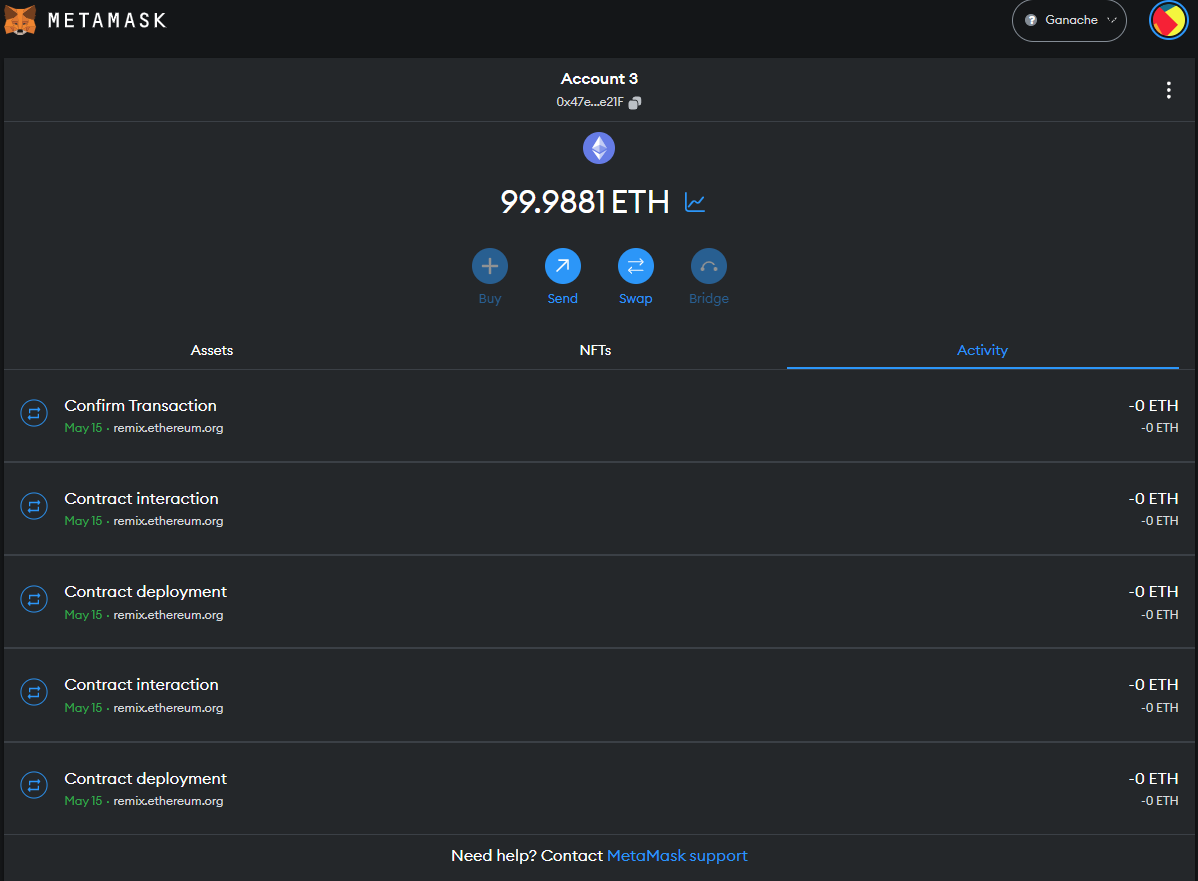 METAMASK
Ganache
Account 3
0x47e...e21F
99.9881 ETH
Buy Send Swap Bridge
Assets NFTs Activity
Confirm Transaction -0 ETH
May 15 · remix.ethereum.org -0 ETH
Contract interaction -0 ETH
May 15 · remix.ethereum.org -0 ETH
Contract deployment -0 ETH
May 15 · remix.ethereum.org -0 ETH
Contract interaction -0 ETH
May 15 · remix.ethereum.org -0 ETH
Contract deployment -0 ETH
May 15 · remix.ethereum.org -0 ETH
Need help? Contact MetaMask support